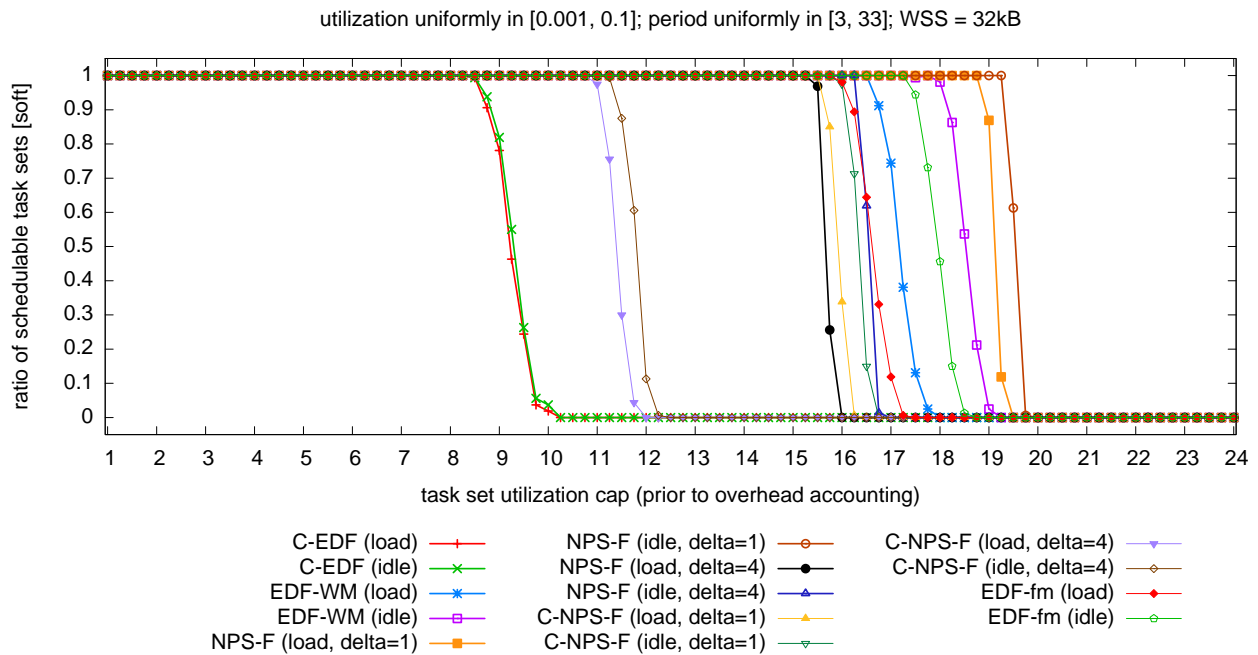 utilization uniformly in [0.001, 0.1]; period uniformly in [3, 33]; WSS = 32kB
ratio of schedulable task sets [soft]
1
0.9
0.8
0.7
0.6
0.5
0.4
0.3
0.2
0.1
0
1 2 3 4 5 6 7 8 9 10 11 12 13 14 15 16 17 18 19 20 21 22 23 24
task set utilization cap (prior to overhead accounting)
C-EDF (load)
C-EDF (idle)
EDF-WM (load)
EDF-WM (idle)
NPS-F (load, delta=1)
NPS-F (idle, delta=1)
NPS-F (load, delta=4)
NPS-F (idle, delta=4)
C-NPS-F (load, delta=1)
C-NPS-F (idle, delta=1)
C-NPS-F (load, delta=4)
C-NPS-F (idle, delta=4)
EDF-fm (load)
EDF-fm (idle)